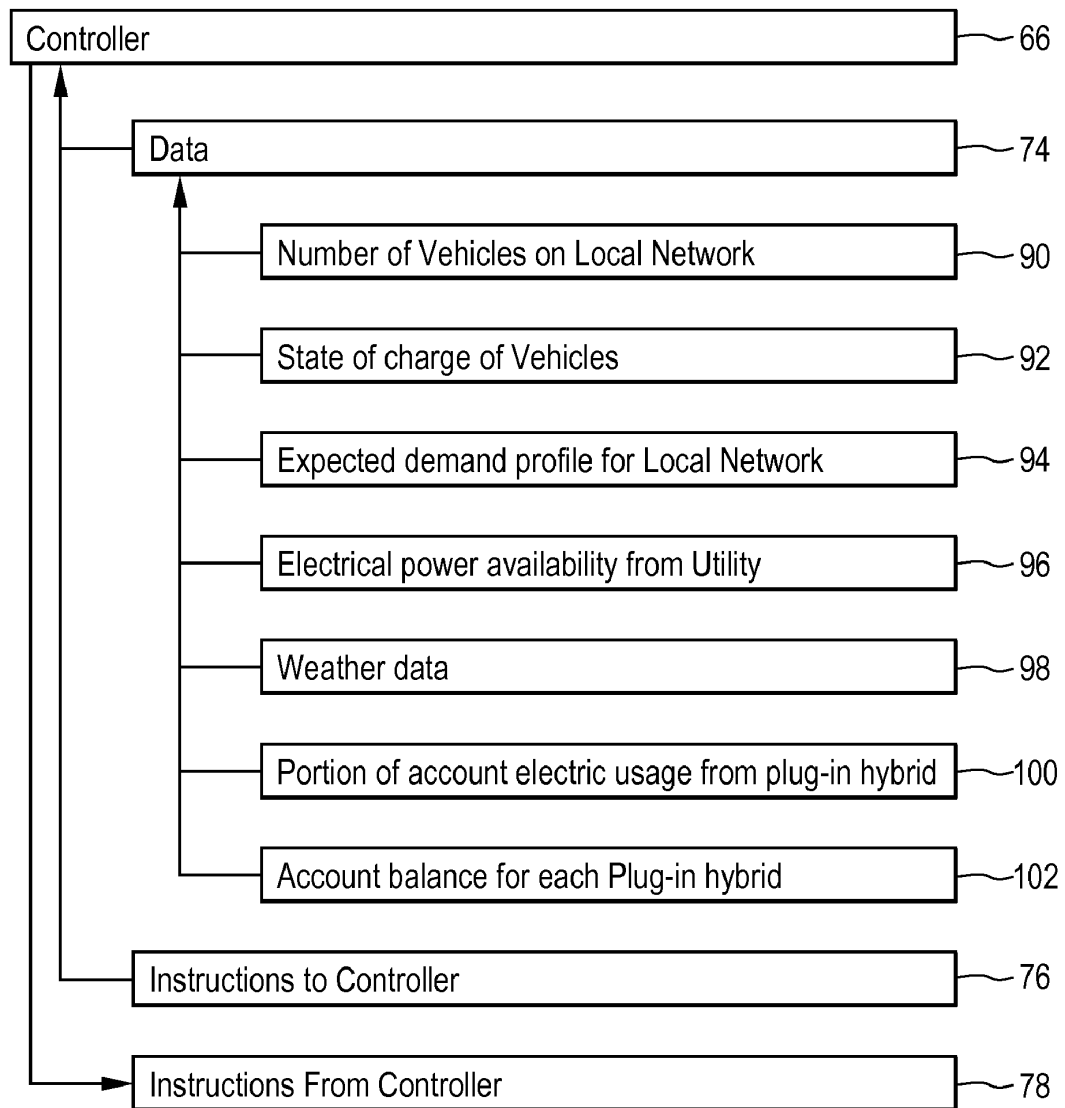 Controller 66
Data 74
Number of Vehicles on Local Network 90
State of charge of Vehicles 92
Expected demand profile for Local Network 94
Electrical power availability from Utility 96
Weather data 98
Portion of account electric usage from plug-in hybrid 100
Account balance for each Plug-in hybrid 102
Instructions to Controller 76
Instructions From Controller 78